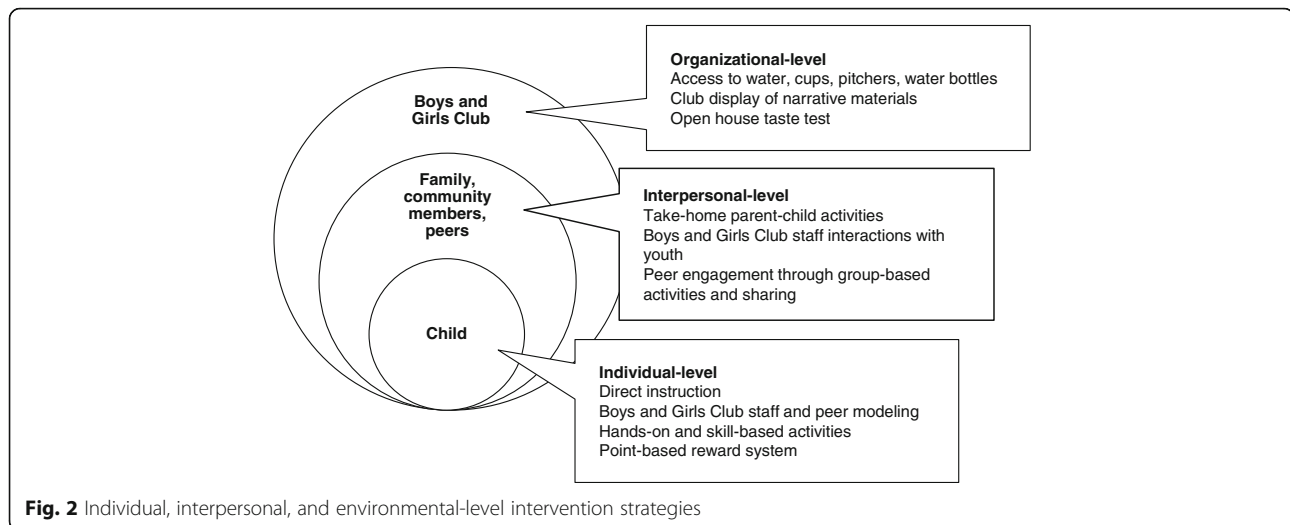 Organizational-level
Access to water, cups, pitchers, water bottles
Club display of narrative materials
Open house taste test
Boys and
Girls Club
Family,
community
members,
peers
Interpersonal-level
Take-home parent-child activities
Boys and Girls Club staff interactions with
youth
Peer engagement through group-based
activities and sharing
Child
Individual-level
Direct instruction
Boys and Girls Club staff and peer modeling
Hands-on and skill-based activities
Point-based reward system
Fig. 2 Individual, interpersonal, and environmental-level intervention strategies